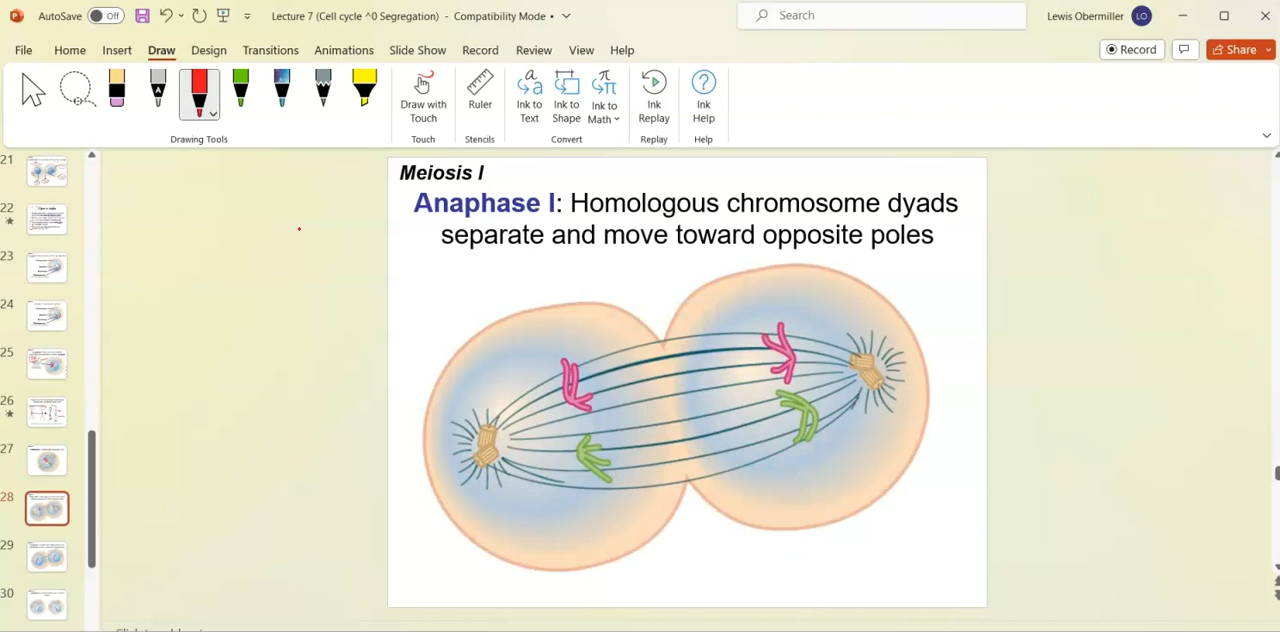 AutoSave Off Lecture 7 (Cell cycle ^0 Segregation) - Compatibility Mode • Search Lewis Obermiller LO
File Home Insert Draw Design Transitions Animations Slide Show Record Review View Help Record Share
Draw with Touch
Ruler
Ink to Text
Ink to Shape
Ink to Math
Ink Replay
Ink Help
Drawing Tools Touch Stencils Convert Replay Help
21
22
23
24
25
26
27
28
29
30
Meiosis I
Anaphase I: Homologous chromosome dyads
separate and move toward opposite poles